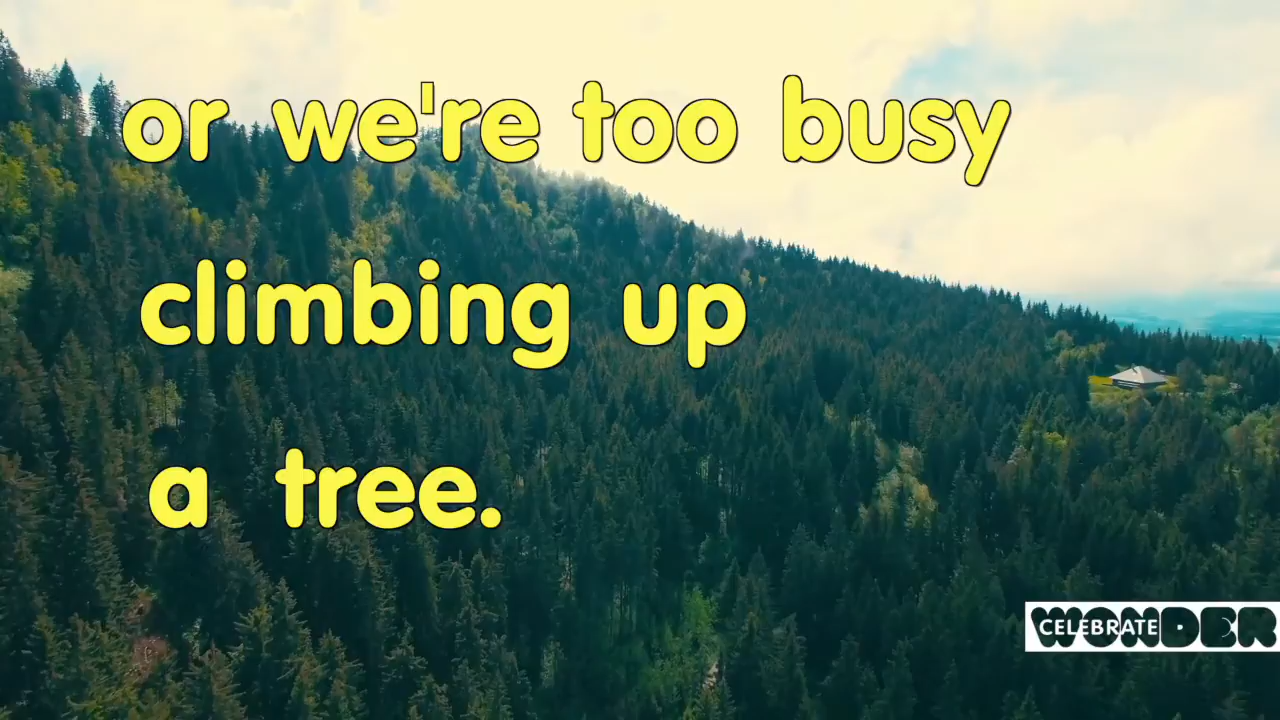 or we're too busy
climbing up
a tree.
CELEBRATE WONDER